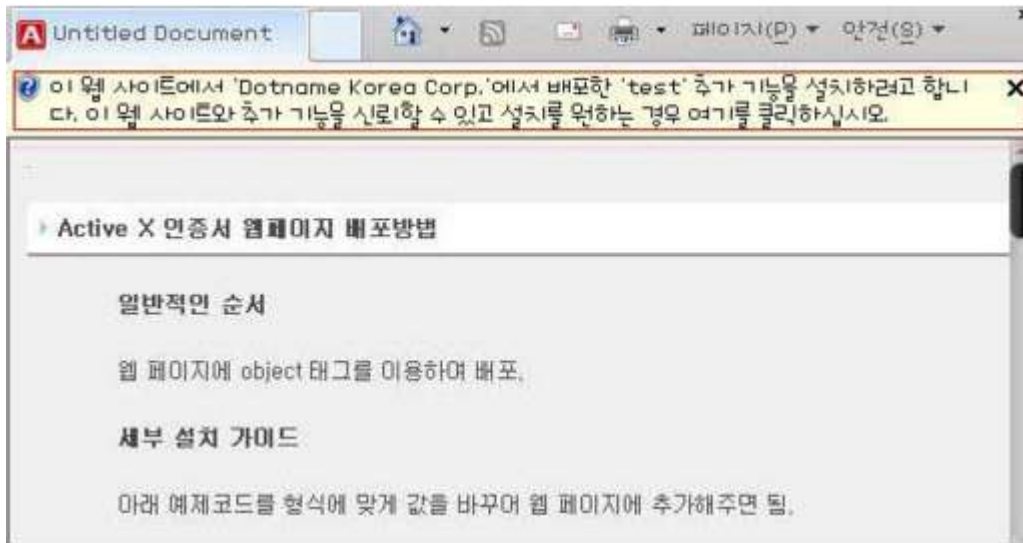 A Untitled Document 페이지(P) 안전(S)
이 웹 사이트에서 'Dotname Korea Corp.'에서 배포한 'test' 추가 기능을 설치하려고 합니
다. 이 웹 사이트와 추가 기능을 신뢰할 수 있고 설치를 원하는 경우 여기를 클릭하십시오.
Active X 인증서 웹페이지 배포방법
일반적인 순서
웹 페이지에 object 태그를 이용하여 배포.
세부 설치 가이드
아래 예제코드를 형식에 맞게 값을 바꾸어 웹 페이지에 추가해주면 됨.